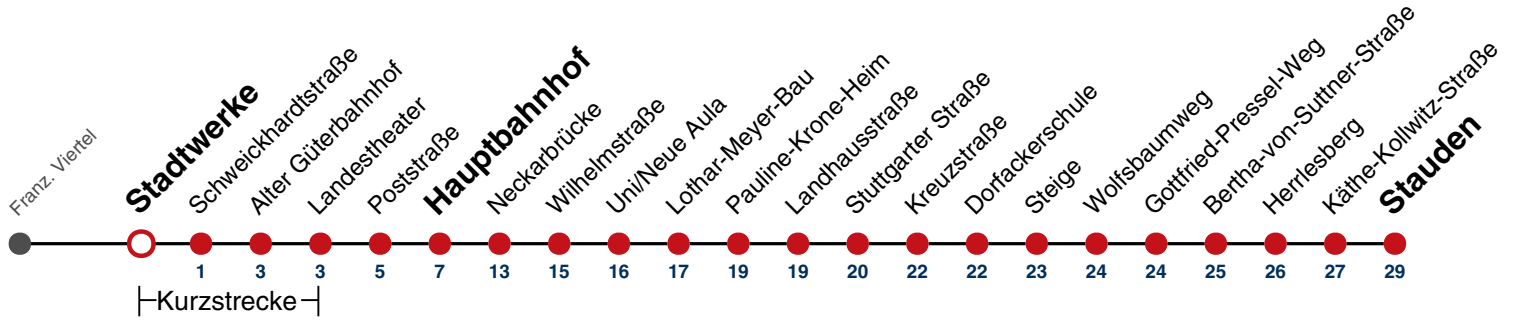 Franz. Viertel
Stadtwerke
Schweickhardtstraße
Alter Güterbahnhof
Landestheater
Poststraße
Hauptbahnhof
Neckarbrücke
Wilhelmstraße
Uni/Neue Aula
Lothar-Meyer-Bau
Pauline-Krone-Heim
Landhausstraße
Stuttgarter Straße
Kreuzstraße
Dorfackerschule
Steige
Wolfsbaumweg
Gottfried-Pressel-Weg
Bertha-von-Suttner-Straße
Herrlesberg
Käthe-Kollwitz-Straße
Stauden
1 3 3 5 7 13 15 16 17 19 19 20 22 22 23 24 24 25 26 27 29
Kurzstrecke